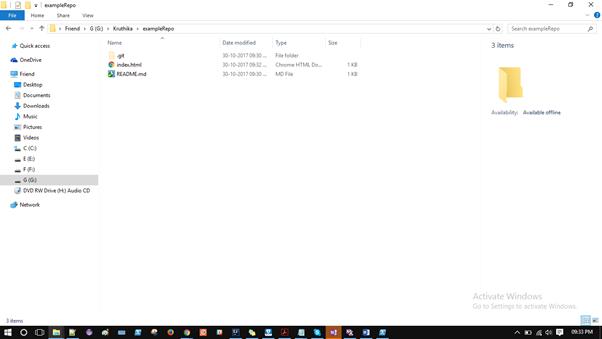 exampleRepo
File Home Share View
Friend > G (G:) > Kruthika > exampleRepo
Search exampleRepo
Quick access
OneDrive
Friend
Desktop
Documents
Downloads
Music
Pictures
Videos
C (C:)
E (E:)
F (F:)
G (G:)
DVD RW Drive (H:) Audio CD
Network
Name Date modified Type Size
.git 30-10-2017 09:30 ... File folder
index.html 30-10-2017 09:32 ... Chrome HTML Do... 1 KB
README.md 30-10-2017 09:30 ... MD File 1 KB
3 items
Availability: Available offline
Activate Windows
Go to Settings to activate Windows.
3 items
09:33 PM